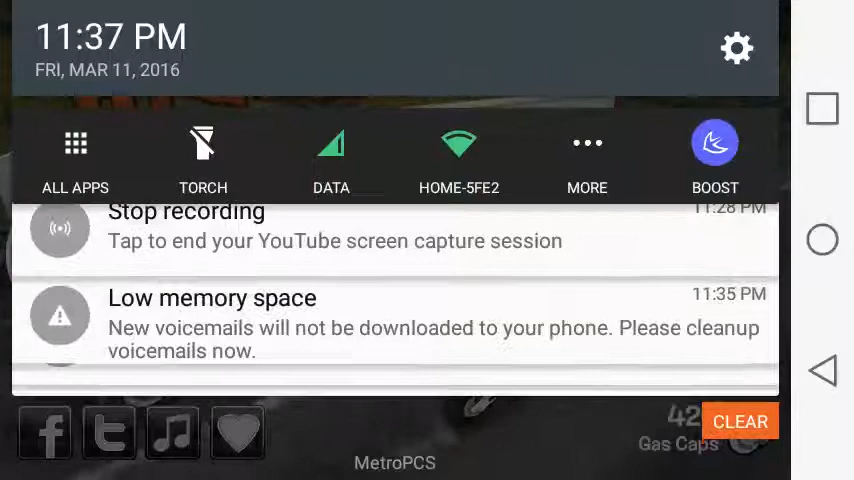 11:37 PM
FRI, MAR 11, 2016
ALL APPS
TORCH
DATA
HOME-5FE2
MORE
BOOST
Stop recording
11:28 PM
Tap to end your YouTube screen capture session
Low memory space
11:35 PM
New voicemails will not be downloaded to your phone. Please cleanup
voicemails now.
42
CLEAR
Gas Caps
MetroPCS